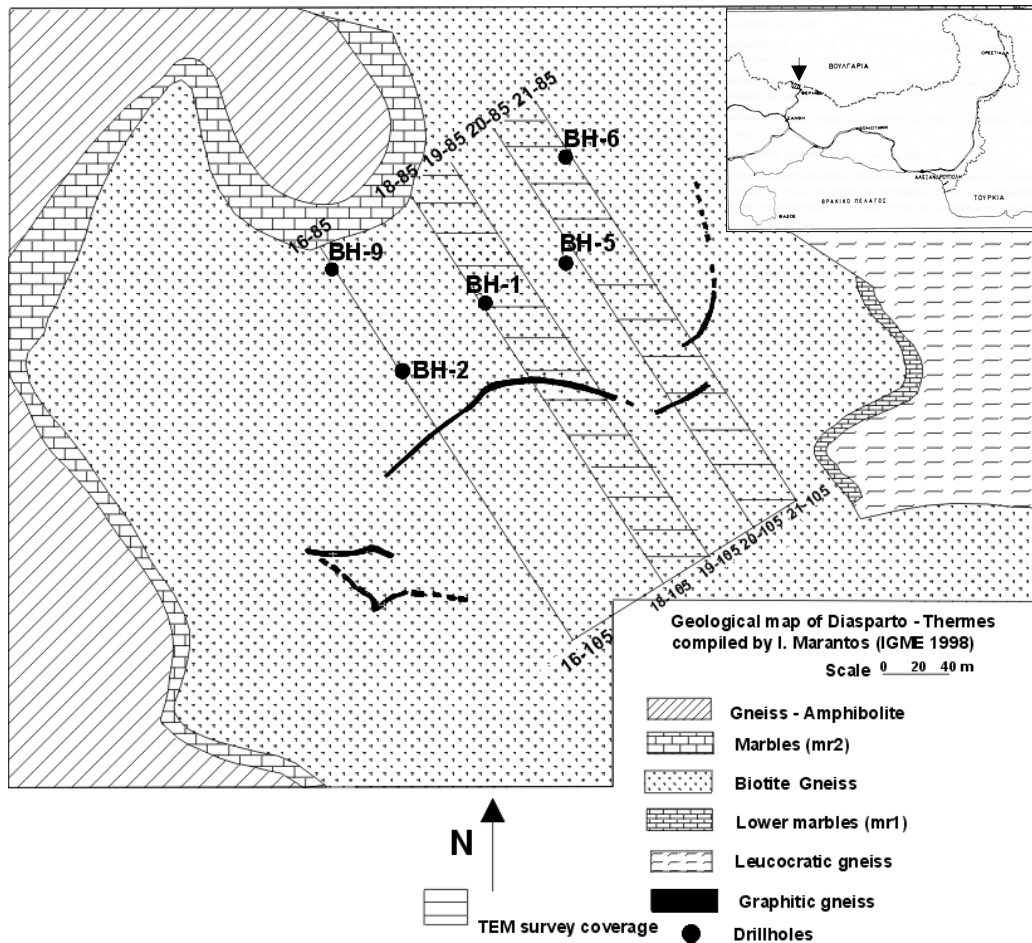 ΒΟΥΛΓΑΡΙΑ
ΟΡΕΣΤΙΑΔΑ
ΞΑΝΘΗ
ΚΟΜΟΤΗΝΗ
ΑΛΕΞΑΝΔΡΟΥΠΟΛΗ
ΘΡΑΚΙΚΟ ΠΕΛΑΓΟΣ
ΤΟΥΡΚΙΑ
ΘΑΣΟΣ
21-85
20-85
19-85
18-85
16-85
BH-6
BH-5
BH-9
BH-1
BH-2
21-105
20-105
19-105
18-105
16-105
Geological map of Diasparto - Thermes
compiled by I. Marantos (IGME 1998)
Scale 0 20 40 m
Gneiss - Amphibolite
Marbles (mr2)
Biotite Gneiss
Lower marbles (mr1)
Leucocratic gneiss
Graphitic gneiss
Drillholes
N
TEM survey coverage